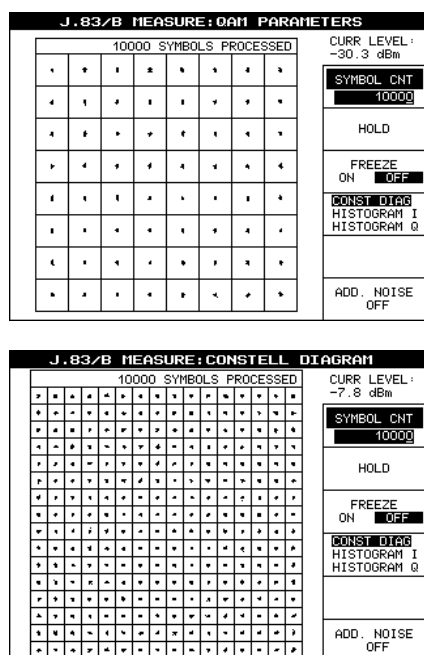 J.83/B MEASURE:QAM PARAMETERS
10000 SYMBOLS PROCESSED
CURR LEVEL:
-30.3 dBm
SYMBOL CNT
10000
HOLD
FREEZE
ON OFF
CONST DIAG
HISTOGRAM I
HISTOGRAM Q
ADD. NOISE
OFF
J.83/B MEASURE:CONSTELL DIAGRAM
10000 SYMBOLS PROCESSED
CURR LEVEL:
-7.8 dBm
SYMBOL CNT
10000
HOLD
FREEZE
ON OFF
CONST DIAG
HISTOGRAM I
HISTOGRAM Q
ADD. NOISE
OFF